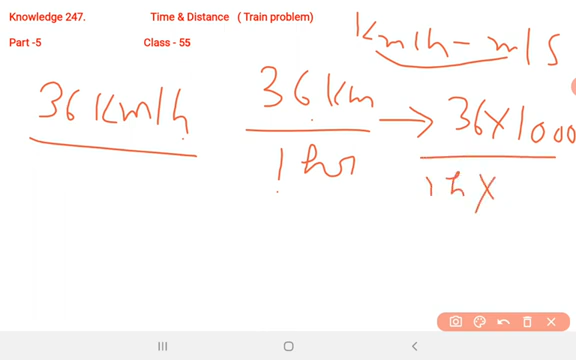 Knowledge 247. Time & Distance ( Train problem)
Part -5 Class - 55
Km/h - m/s
36 Km/h 36 km → 36 X 1000
1 hr 1 h X